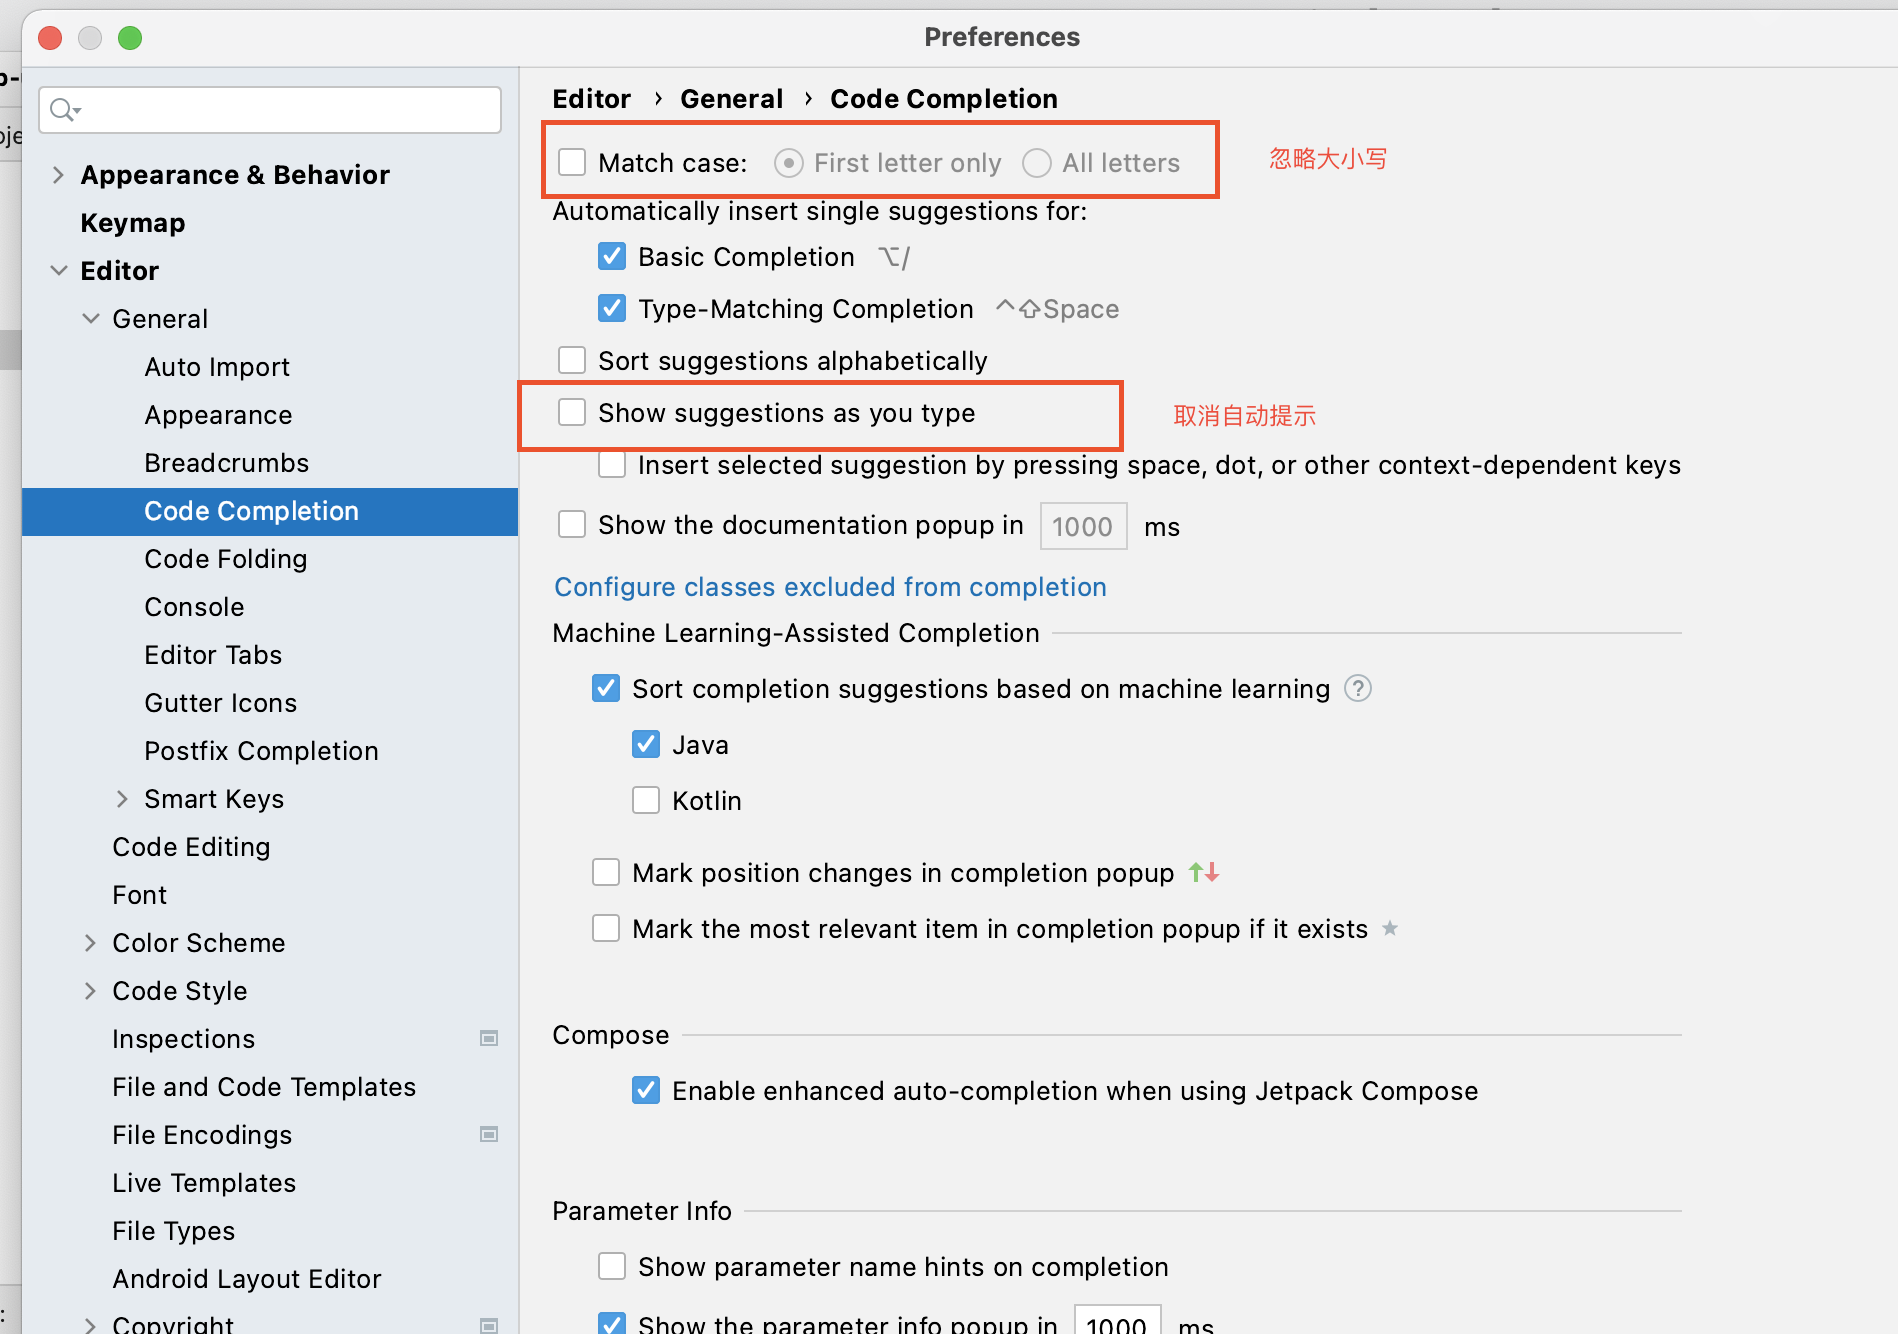 Preferences
Appearance & Behavior
Keymap
Editor
General
Auto Import
Appearance
Breadcrumbs
Code Completion
Code Folding
Console
Editor Tabs
Gutter Icons
Postfix Completion
Smart Keys
Code Editing
Font
Color Scheme
Code Style
Inspections
File and Code Templates
File Encodings
Live Templates
File Types
Android Layout Editor
Copyright
Editor › General › Code Completion
Match case: First letter only All letters 忽略大小写
Automatically insert single suggestions for:
Basic Completion ⌥/
Type-Matching Completion ^⇧Space
Sort suggestions alphabetically
Show suggestions as you type 取消自动提示
Insert selected suggestion by pressing space, dot, or other context-dependent keys
Show the documentation popup in 1000 ms
Configure classes excluded from completion
Machine Learning-Assisted Completion
Sort completion suggestions based on machine learning ?
Java
Kotlin
Mark position changes in completion popup
Mark the most relevant item in completion popup if it exists
Compose
Enable enhanced auto-completion when using Jetpack Compose
Parameter Info
Show parameter name hints on completion
Show the parameter info popup in 1000 ms